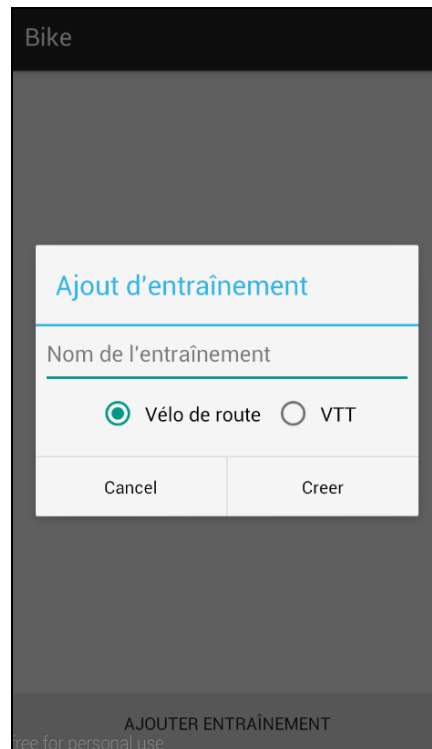 Bike
Ajout d'entraînement
Nom de l'entraînement
Vélo de route VTT
Cancel Creer
AJOUTER ENTRAÎNEMENT
free for personal use